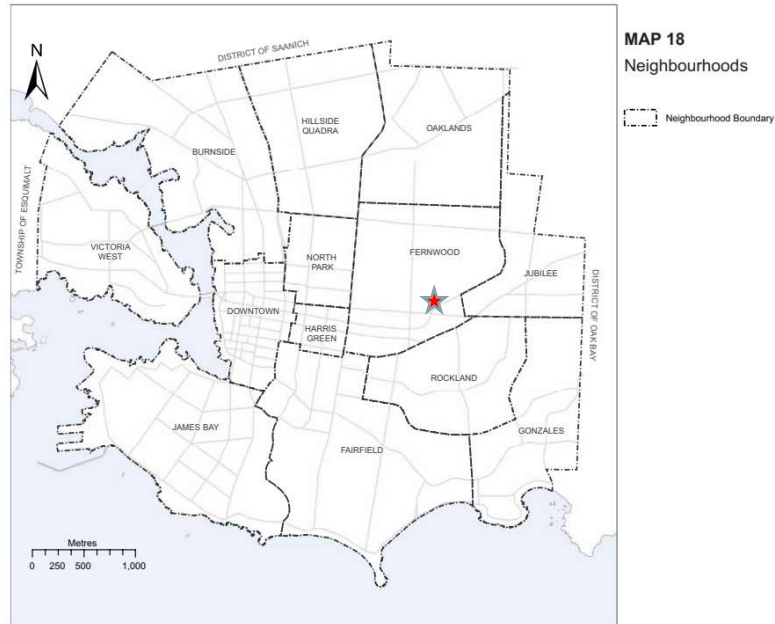 MAP 18
Neighbourhoods
Neighbourhood Boundary
N
DISTRICT OF SAANICH
HILLSIDE
QUADRA
OAKLANDS
BURNSIDE
TOWNSHIP OF ESQUIMALT
VICTORIA
WEST
NORTH
PARK
FERNWOOD
JUBILEE
DISTRICT OF OAK BAY
DOWNTOWN
HARRIS
GREEN
ROCKLAND
JAMES BAY
FAIRFIELD
GONZALES
Metres
0 250 500 1,000